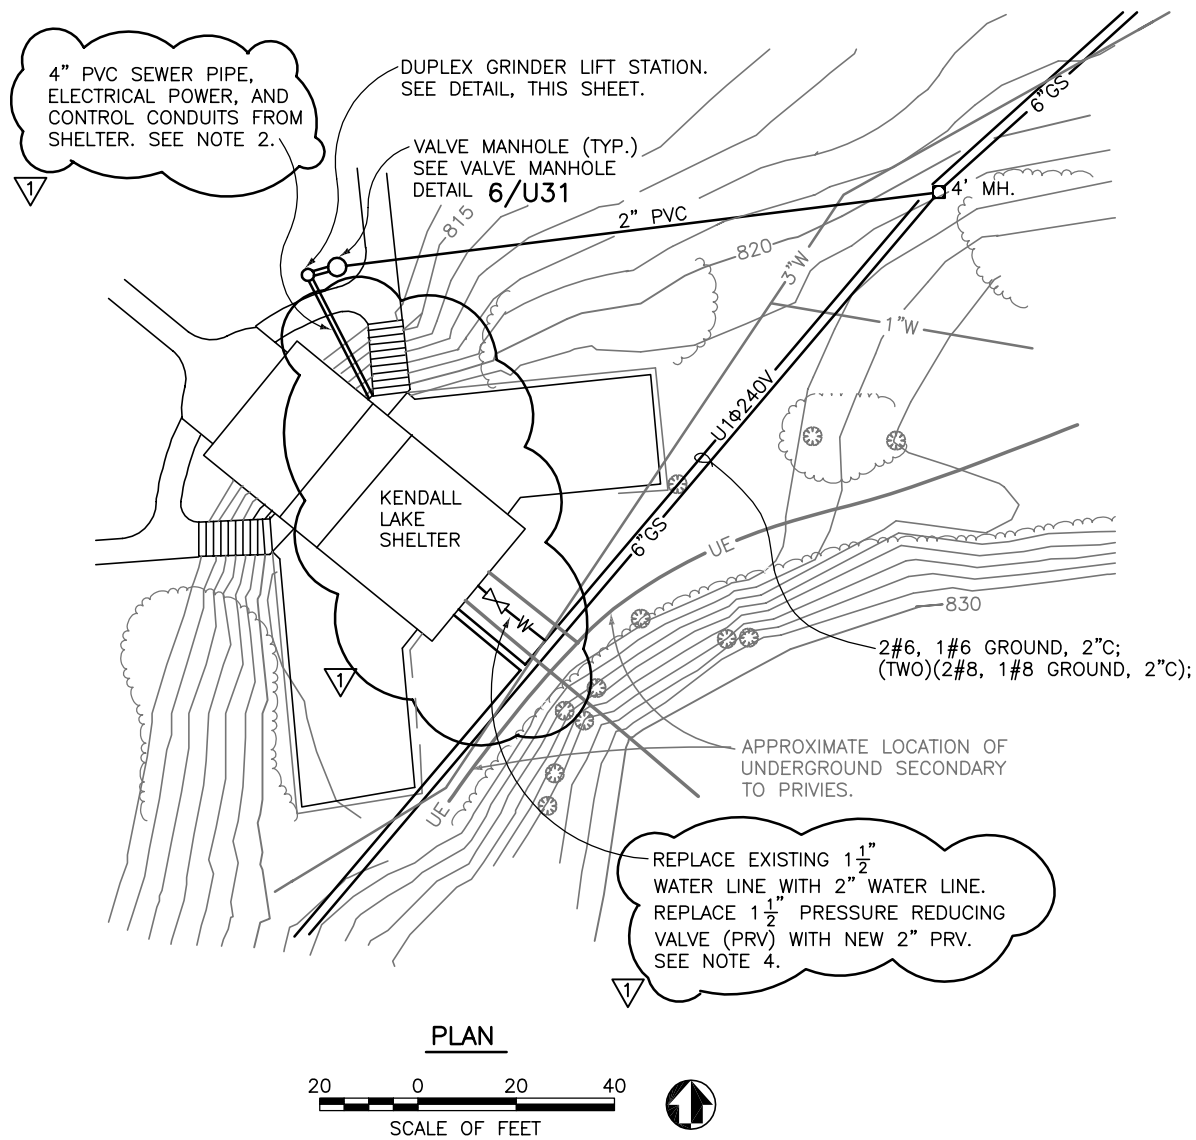 4” PVC SEWER PIPE,
ELECTRICAL POWER, AND
CONTROL CONDUITS FROM
SHELTER. SEE NOTE 2.
1
DUPLEX GRINDER LIFT STATION.
SEE DETAIL, THIS SHEET.
VALVE MANHOLE (TYP.)
SEE VALVE MANHOLE
DETAIL 6/U31
6”GS
4’ MH.
2” PVC
815
820
3”W
1”W
U1Φ240V
KENDALL
LAKE
SHELTER
6”GS
UE
830
W
2#6, 1#6 GROUND, 2”C;
(TWO)(2#8, 1#8 GROUND, 2”C);
1
APPROXIMATE LOCATION OF
UNDERGROUND SECONDARY
TO PRIVIES.
UE
REPLACE EXISTING 1 1/2”
WATER LINE WITH 2” WATER LINE.
REPLACE 1 1/2” PRESSURE REDUCING
VALVE (PRV) WITH NEW 2” PRV.
SEE NOTE 4.
1
PLAN
20 0 20 40
SCALE OF FEET